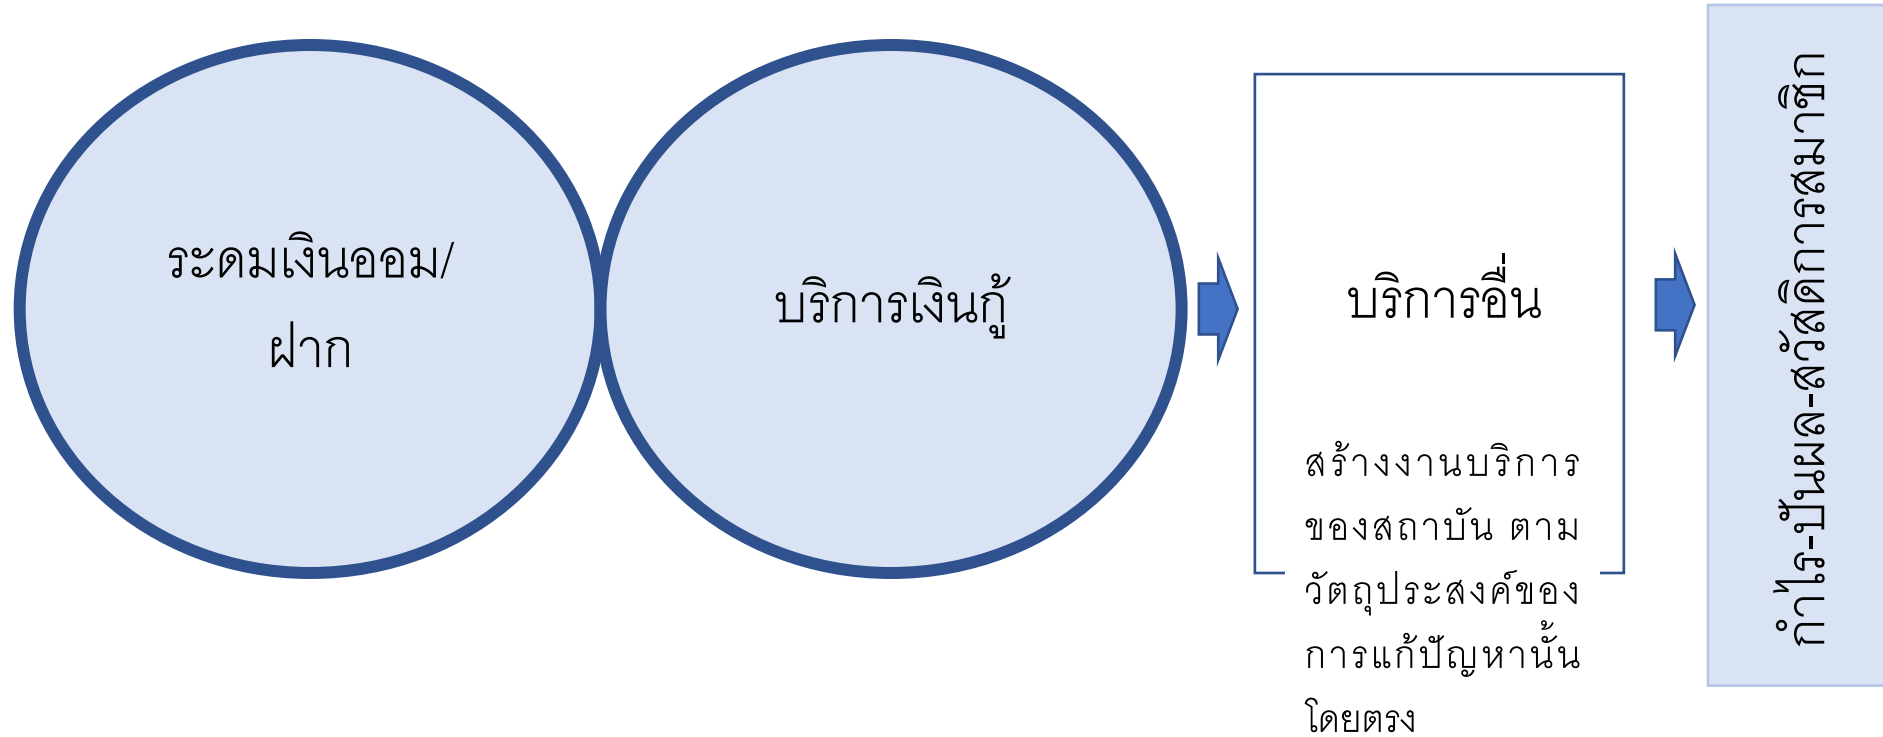 ระดมเงินออม/
ฝาก
บริการเงินกู้
บริการอื่น
สร้างงานบริการ
ของสถาบัน ตาม
วัตถุประสงค์ของ
การแก้ปัญหานั้น
โดยตรง
กำไร-ปันผล-สวัสดิการสมาชิก